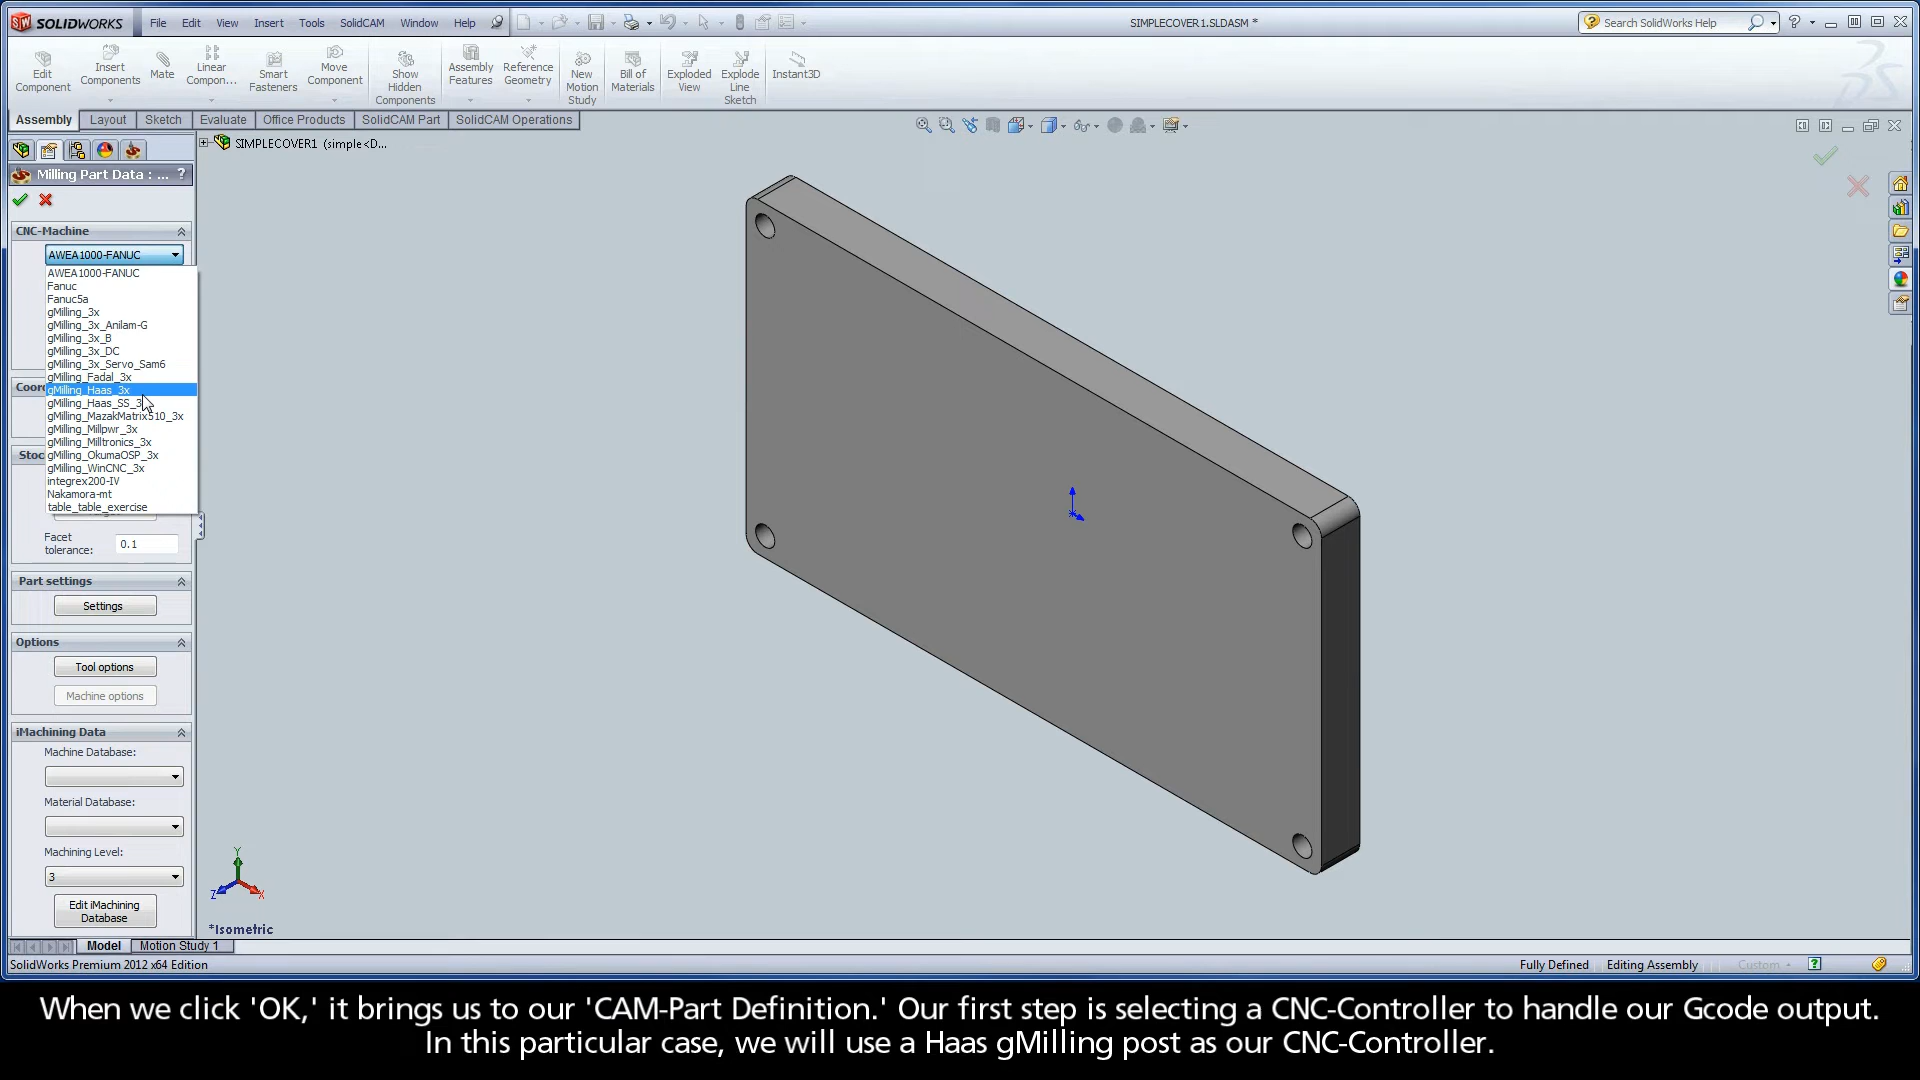 SOLIDWORKS File Edit View Insert Tools SolidCAM Window Help SIMPLECOVER1.SLDASM * Search SolidWorks Help
Edit Component
Insert Components
Mate
Linear Compon...
Smart Fasteners
Move Component
Show Hidden Components
Assembly Features
Reference Geometry
New Motion Study
Bill of Materials
Exploded View
Explode Line Sketch
Instant3D
Assembly Layout Sketch Evaluate Office Products SolidCAM Part SolidCAM Operations
SIMPLECOVER1 (simple<D...
Milling Part Data : ... ?
CNC-Machine
AWEA1000-FANUC
AWEA1000-FANUC
Fanuc
Fanuc5a
gMilling_3x
gMilling_3x_Anilam-G
gMilling_3x_B
gMilling_3x_DC
gMilling_3x_Servo_Sam6
gMilling_Fadal_3x
gMilling_Haas_3x
gMilling_Haas_SS_3
gMilling_MazakMatrix510_3x
gMilling_Millpwr_3x
gMilling_Milltronics_3x
gMilling_OkumaOSP_3x
gMilling_WinCNC_3x
integrex200-IV
Nakamora-mt
table_table_exercise
Coor
Stoc
Facet
tolerance: 0.1
Part settings
Settings
Options
Tool options
Machine options
iMachining Data
Machine Database:
Material Database:
Machining Level:
3
Edit iMachining
Database
Y
Z X
*Isometric
Model Motion Study 1
SolidWorks Premium 2012 x64 Edition Fully Defined Editing Assembly Custom
When we click 'OK,' it brings us to our 'CAM-Part Definition.' Our first step is selecting a CNC-Controller to handle our Gcode output.
In this particular case, we will use a Haas gMilling post as our CNC-Controller.